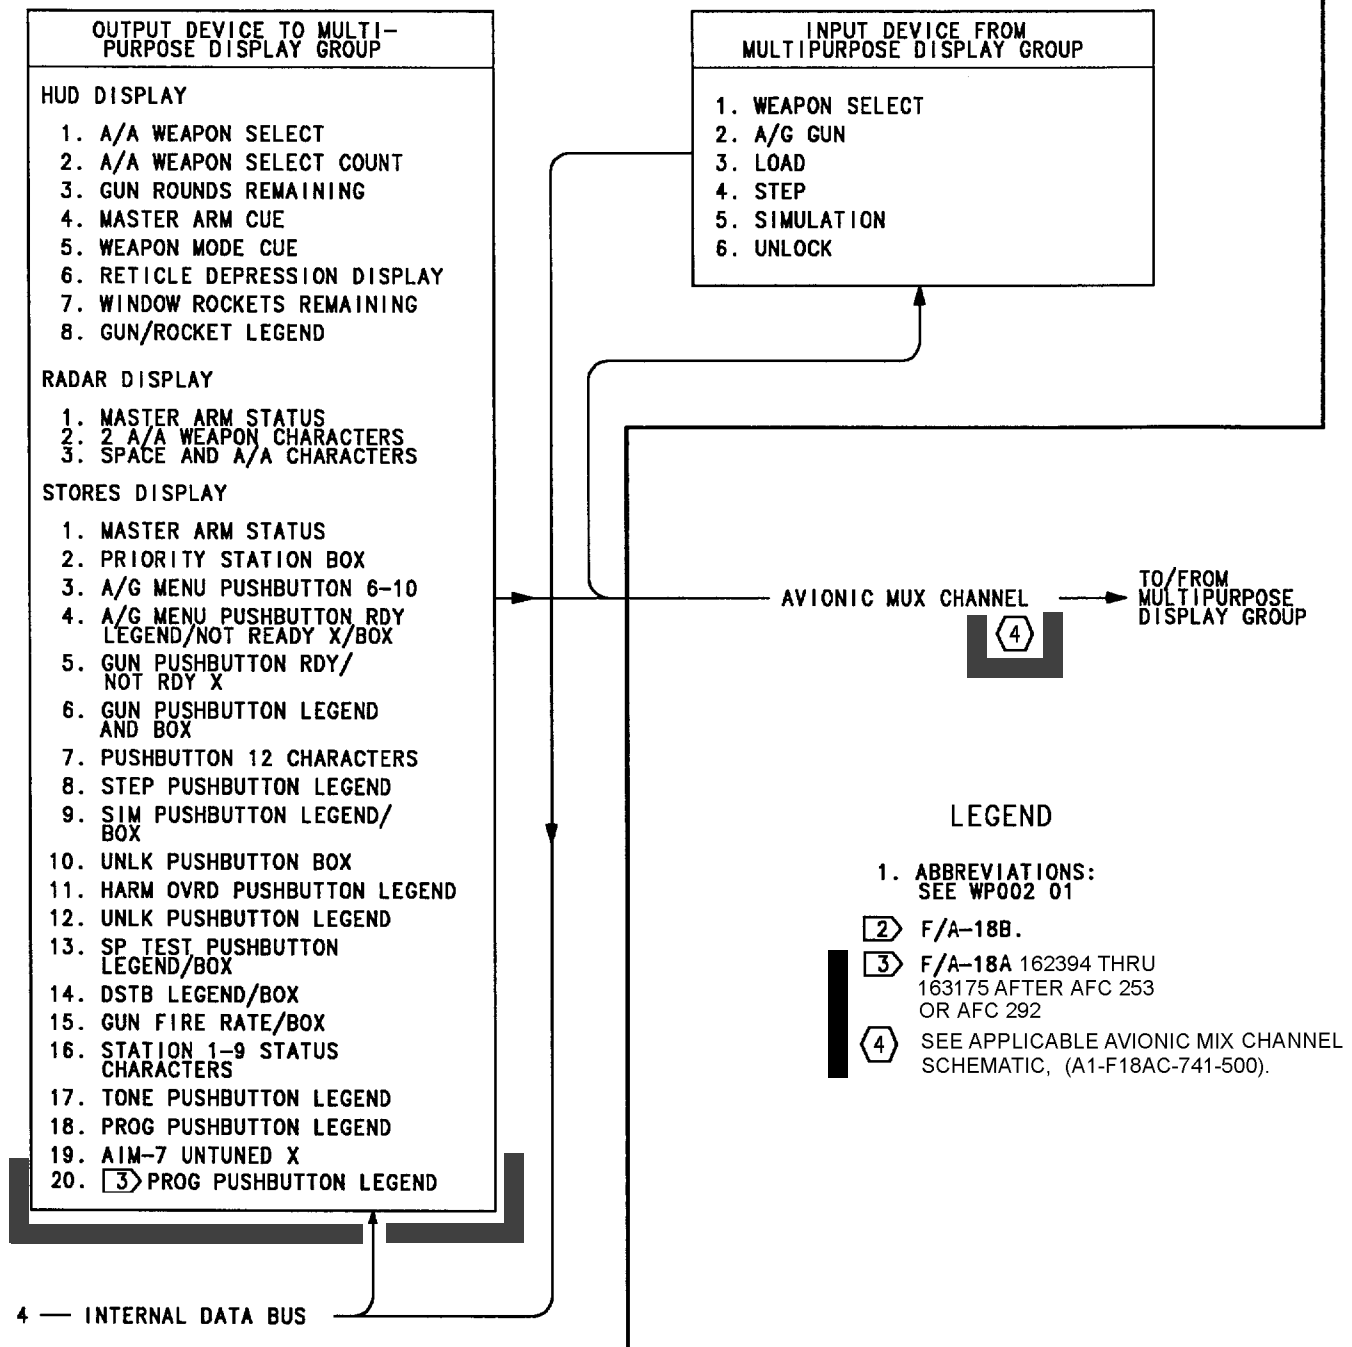 OUTPUT DEVICE TO MULTI-
PURPOSE DISPLAY GROUP
HUD DISPLAY
1. A/A WEAPON SELECT
2. A/A WEAPON SELECT COUNT
3. GUN ROUNDS REMAINING
4. MASTER ARM CUE
5. WEAPON MODE CUE
6. RETICLE DEPRESSION DISPLAY
7. WINDOW ROCKETS REMAINING
8. GUN/ROCKET LEGEND
RADAR DISPLAY
1. MASTER ARM STATUS
2. 2 A/A WEAPON CHARACTERS
3. SPACE AND A/A CHARACTERS
STORES DISPLAY
1. MASTER ARM STATUS
2. PRIORITY STATION BOX
3. A/G MENU PUSHBUTTON 6-10
4. A/G MENU PUSHBUTTON RDY
LEGEND/NOT READY X/BOX
5. GUN PUSHBUTTON RDY/
NOT RDY X
6. GUN PUSHBUTTON LEGEND
AND BOX
7. PUSHBUTTON 12 CHARACTERS
8. STEP PUSHBUTTON LEGEND
9. SIM PUSHBUTTON LEGEND/
BOX
10. UNLK PUSHBUTTON BOX
11. HARM OVRD PUSHBUTTON LEGEND
12. UNLK PUSHBUTTON LEGEND
13. SP TEST PUSHBUTTON
LEGEND/BOX
14. DSTB LEGEND/BOX
15. GUN FIRE RATE/BOX
16. STATION 1-9 STATUS
CHARACTERS
17. TONE PUSHBUTTON LEGEND
18. PROG PUSHBUTTON LEGEND
19. AIM-7 UNTUNED X
20. 3 PROG PUSHBUTTON LEGEND
4 — INTERNAL DATA BUS
INPUT DEVICE FROM
MULTIPURPOSE DISPLAY GROUP
1. WEAPON SELECT
2. A/G GUN
3. LOAD
4. STEP
5. SIMULATION
6. UNLOCK
AVIONIC MUX CHANNEL
4
TO/FROM
MULTIPURPOSE
DISPLAY GROUP
LEGEND
1. ABBREVIATIONS:
SEE WP002 01
2 F/A-18B.
3 F/A-18A 162394 THRU
163175 AFTER AFC 253
OR AFC 292
4 SEE APPLICABLE AVIONIC MIX CHANNEL
SCHEMATIC, (A1-F18AC-741-500).